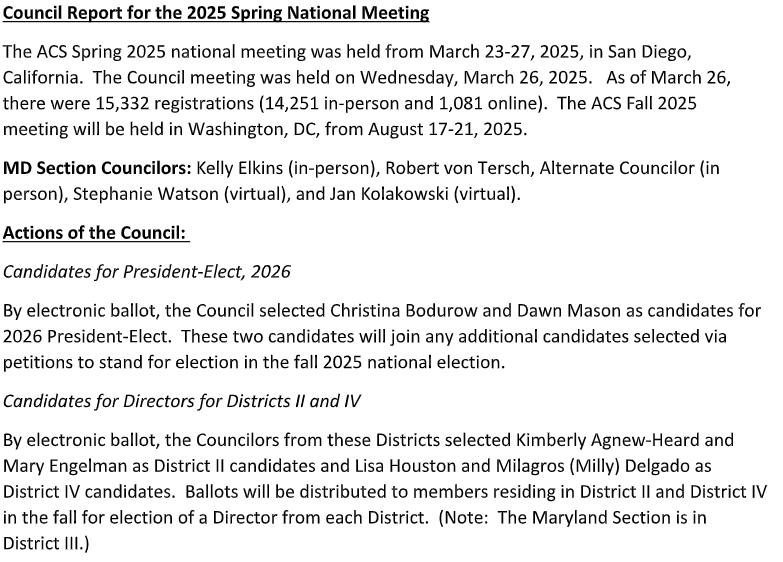 Council Report for the 2025 Spring National Meeting
The ACS Spring 2025 national meeting was held from March 23-27, 2025, in San Diego,
California.  The Council meeting was held on Wednesday, March 26, 2025.   As of March 26,
there were 15,332 registrations (14,251 in-person and 1,081 online).  The ACS Fall 2025
meeting will be held in Washington, DC, from August 17-21, 2025.
MD Section Councilors: Kelly Elkins (in-person), Robert von Tersch, Alternate Councilor (in
person), Stephanie Watson (virtual), and Jan Kolakowski (virtual).
Actions of the Council:
Candidates for President-Elect, 2026
By electronic ballot, the Council selected Christina Bodurow and Dawn Mason as candidates for
2026 President-Elect.  These two candidates will join any additional candidates selected via
petitions to stand for election in the fall 2025 national election.
Candidates for Directors for Districts II and IV
By electronic ballot, the Councilors from these Districts selected Kimberly Agnew-Heard and
Mary Engelman as District II candidates and Lisa Houston and Milagros (Milly) Delgado as
District IV candidates.  Ballots will be distributed to members residing in District II and District IV
in the fall for election of a Director from each District.  (Note:  The Maryland Section is in
District III.)